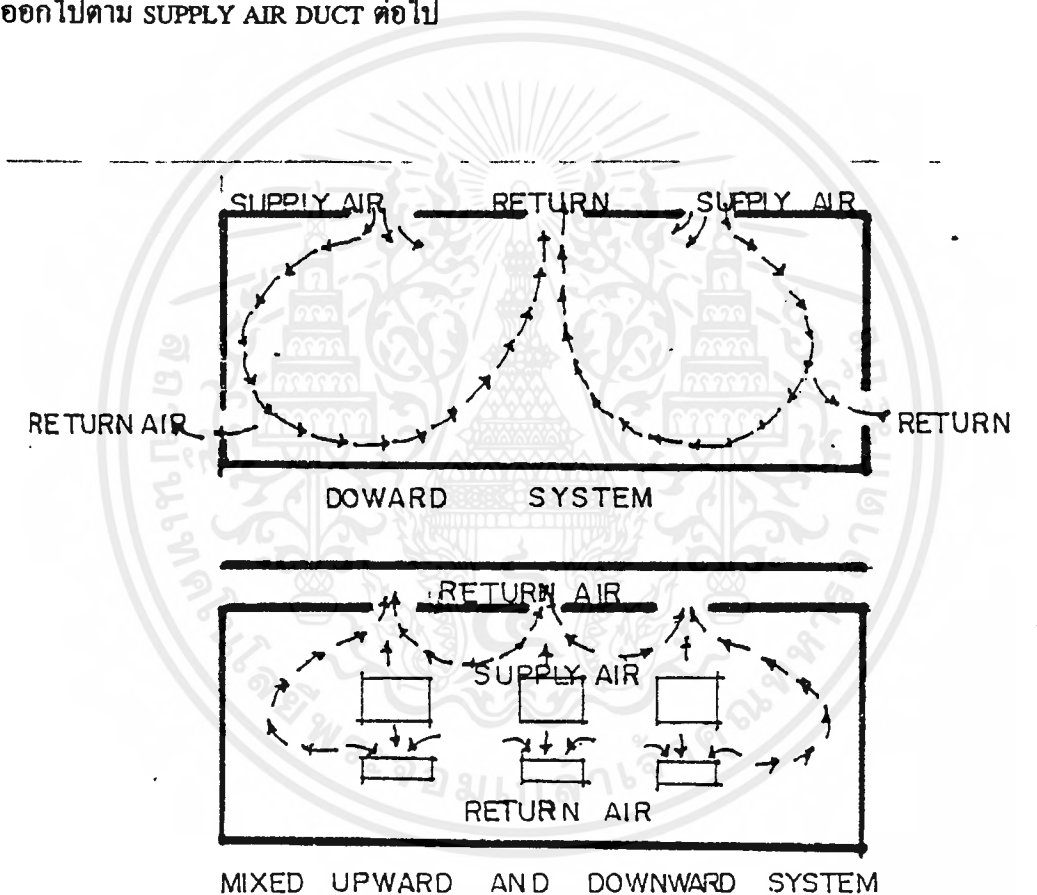 ออกไปตาม SUPPLY AIR DUCT ต่อไป
SUPPLY AIR RETURN SUPPLY AIR
RETURN AIR RETURN
DOWARD SYSTEM
RETURN AIR
SUPPLY AIR
RETURN AIR
MIXED UPWARD AND DOWNWARD SYSTEM